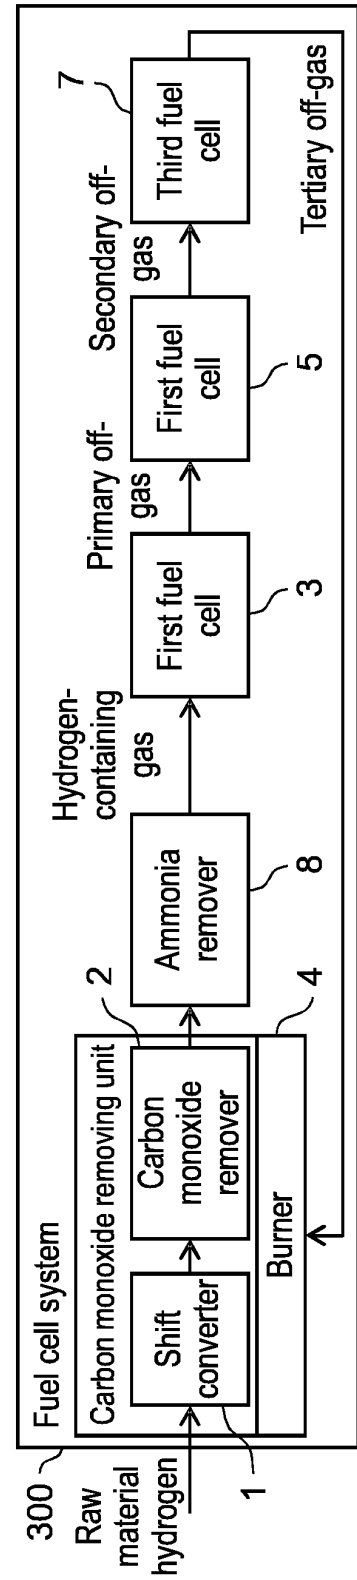 300
Fuel cell system
Raw
material
hydrogen
1
Carbon monoxide removing unit
Shift
converter
2
Carbon
monoxide
remover
Burner
4
Ammonia
remover
8
Hydrogen-
containing
gas
First fuel
cell
3
Primary off-
gas
First fuel
cell
5
Secondary off-
gas
Third fuel
cell
7
Tertiary off-gas